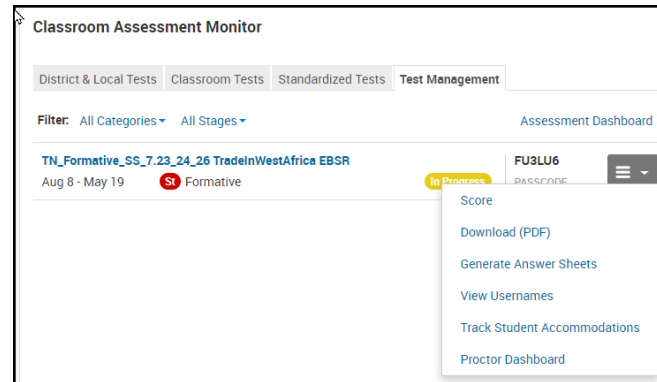 Classroom Assessment Monitor
District & Local Tests Classroom Tests Standardized Tests Test Management
Filter: All Categories All Stages Assessment Dashboard
TN_Formative_SS_7.23_24_26 TradeInWestAfrica EBSR FU3LU6
Aug 8 - May 19 St Formative In Progress PASSCODE
Score
Download (PDF)
Generate Answer Sheets
View Usernames
Track Student Accommodations
Proctor Dashboard